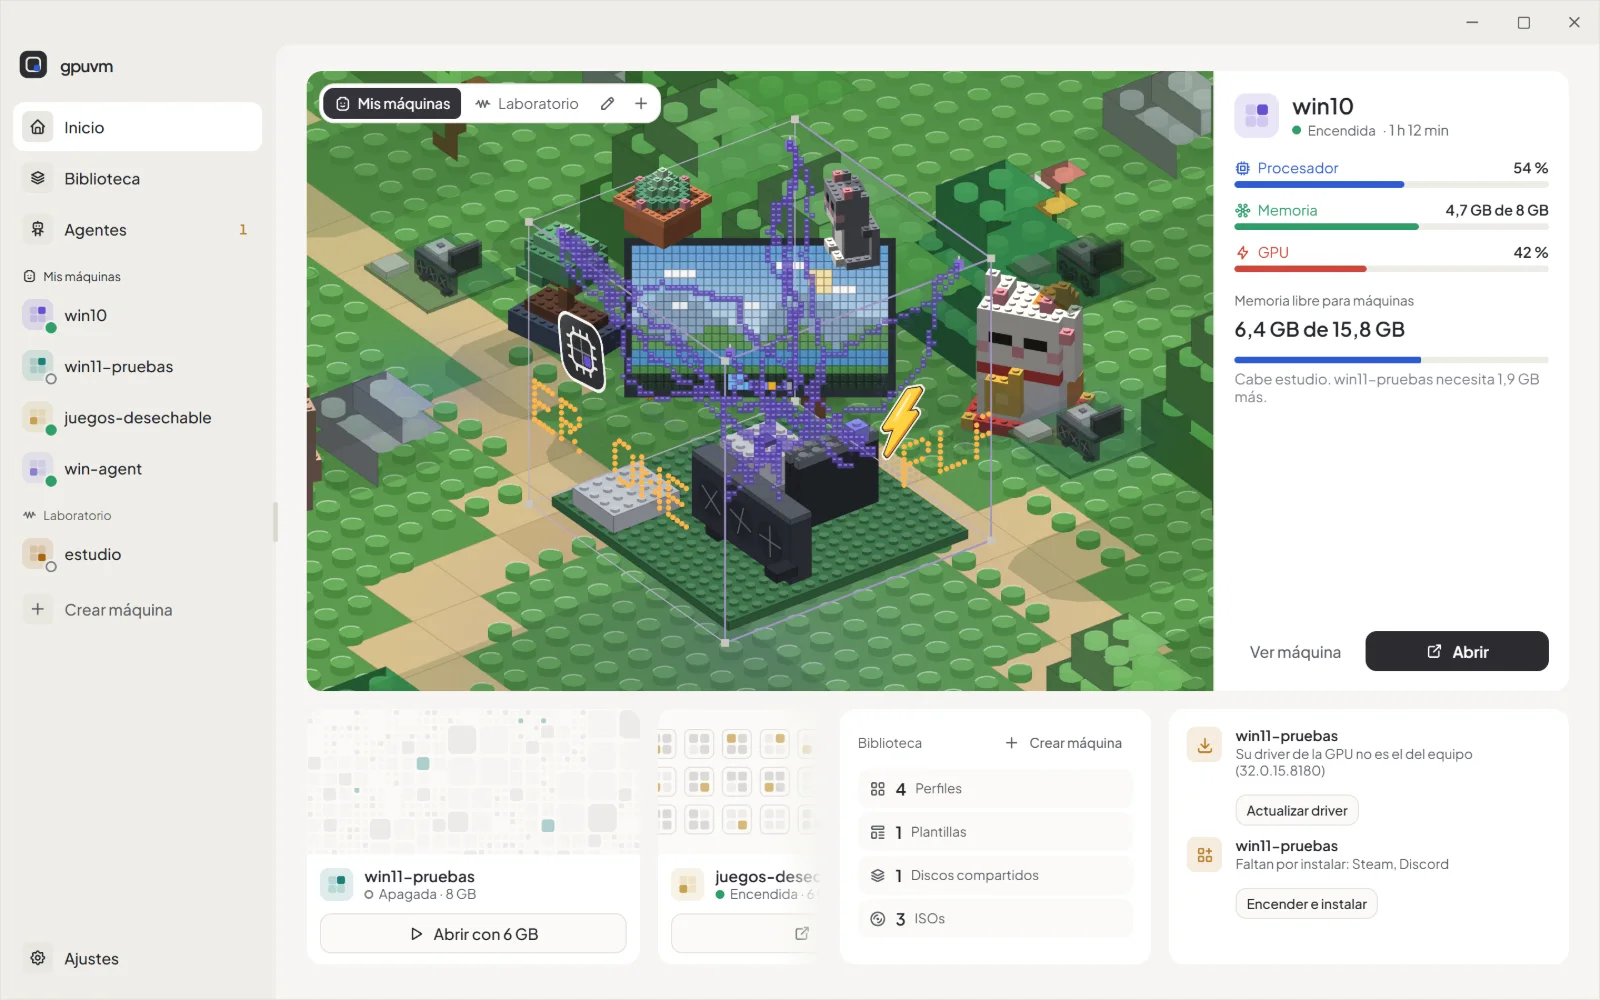 gpuvm
Inicio
Biblioteca
Agentes 1
Mis máquinas
win10
win11-pruebas
juegos-desechable
win-agent
Laboratorio
estudio
Crear máquina
Ajustes
Mis máquinas Laboratorio
CPU
GPU
win10
Encendida · 1 h 12 min
Procesador 54 %
Memoria 4,7 GB de 8 GB
GPU 42 %
Memoria libre para máquinas
6,4 GB de 15,8 GB
Cabe estudio. win11-pruebas necesita 1,9 GB
más.
Ver máquina Abrir
win11-pruebas
Apagada · 8 GB
Abrir con 6 GB
juegos-desec
Encendida · 6
Biblioteca Crear máquina
4 Perfiles
1 Plantillas
1 Discos compartidos
3 ISOs
win11-pruebas
Su driver de la GPU no es el del equipo
(32.0.15.8180)
Actualizar driver
win11-pruebas
Faltan por instalar: Steam, Discord
Encender e instalar